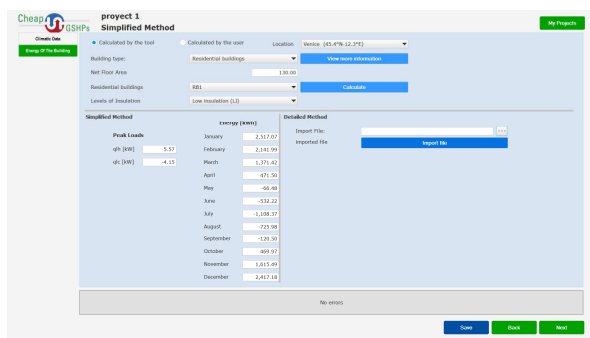 Cheap GSHPs
proyect 1
Simplified Method
My Projects
Climatic Data
Energy Of The Building
Calculated by the tool
Calculated by the user
Location
Venice (45.4°N-12.3°E)
Building type:
Residential buildings
View more information
Net Floor Area
130.00
Residential buildings
RB1
Calculate
Levels of Insulation
Low insulation (LI)
Simplified Method
Detailed Method
Energy [kWh]
Peak Loads
qlh [kW] 5.57
qlc [kW] -4.15
January 2,517.07
February 2,141.99
March 1,371.42
April 471.50
May -66.48
June -532.22
July -1,108.37
August -725.98
September -120.50
October 469.97
November 1,615.49
December 2,417.18
Import File:
...
Imported file
Import file
No errors
Save
Back
Next